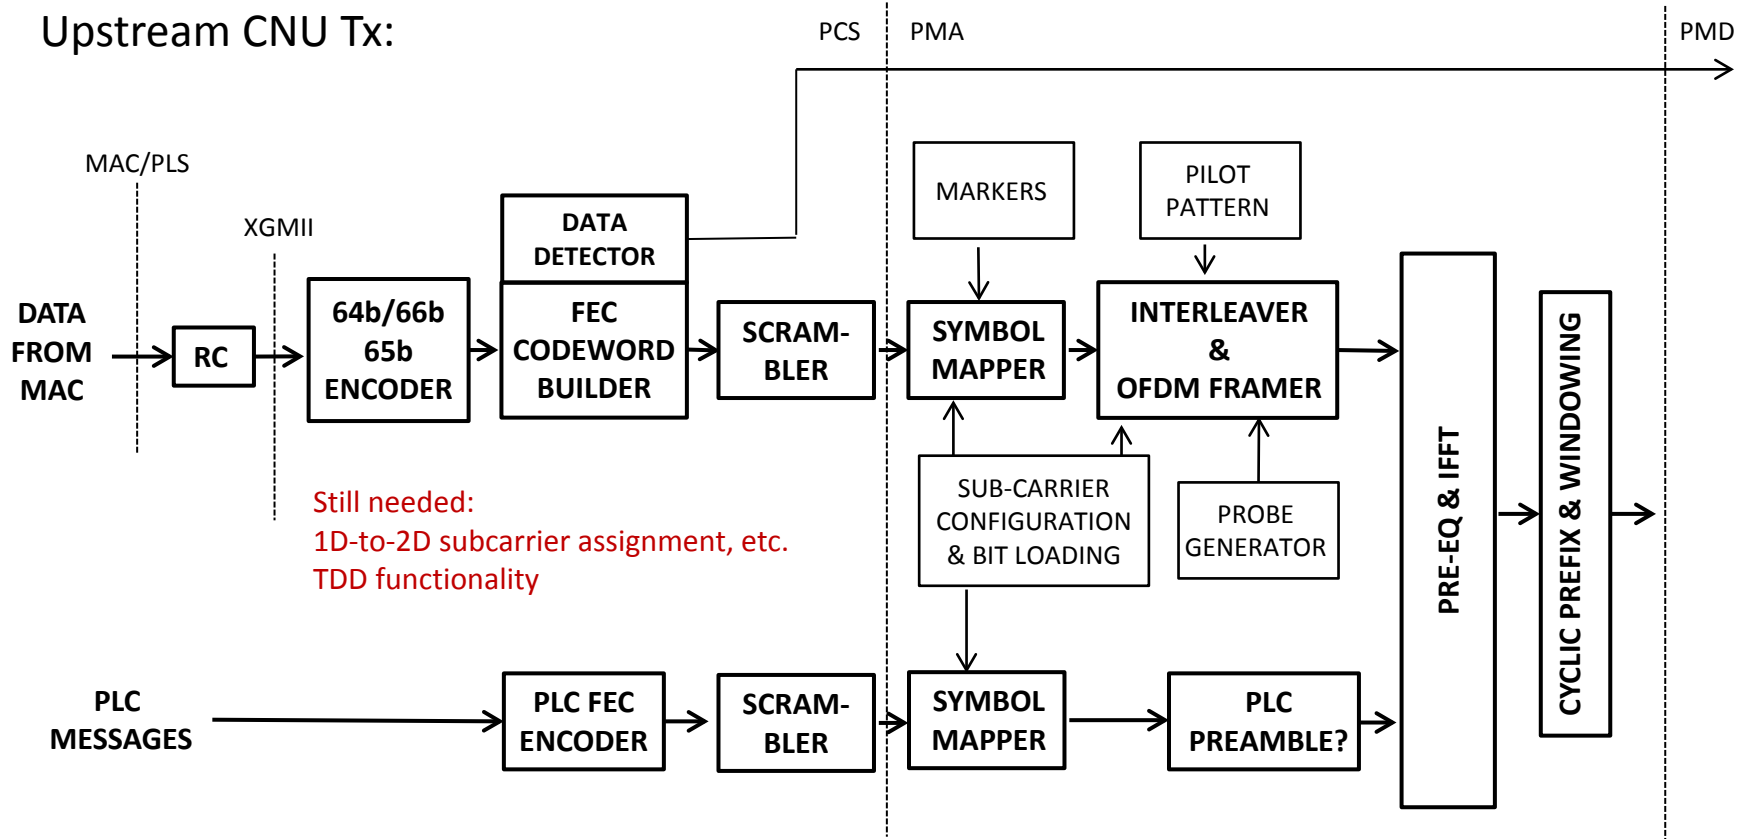 Upstream CNU Tx:
PCS
PMA
PMD
MAC/PLS
XGMII
DATA
DETECTOR
MARKERS
PILOT
PATTERN
DATA
FROM
MAC
RC
64b/66b
65b
ENCODER
FEC
CODEWORD
BUILDER
SCRAM-
BLER
SYMBOL
MAPPER
INTERLEAVER
&
OFDM FRAMER
PRE-EQ & IFFT
CYCLIC PREFIX & WINDOWING
Still needed:
1D-to-2D subcarrier assignment, etc.
TDD functionality
SUB-CARRIER
CONFIGURATION
& BIT LOADING
PROBE
GENERATOR
PLC
MESSAGES
PLC FEC
ENCODER
SCRAM-
BLER
SYMBOL
MAPPER
PLC
PREAMBLE?